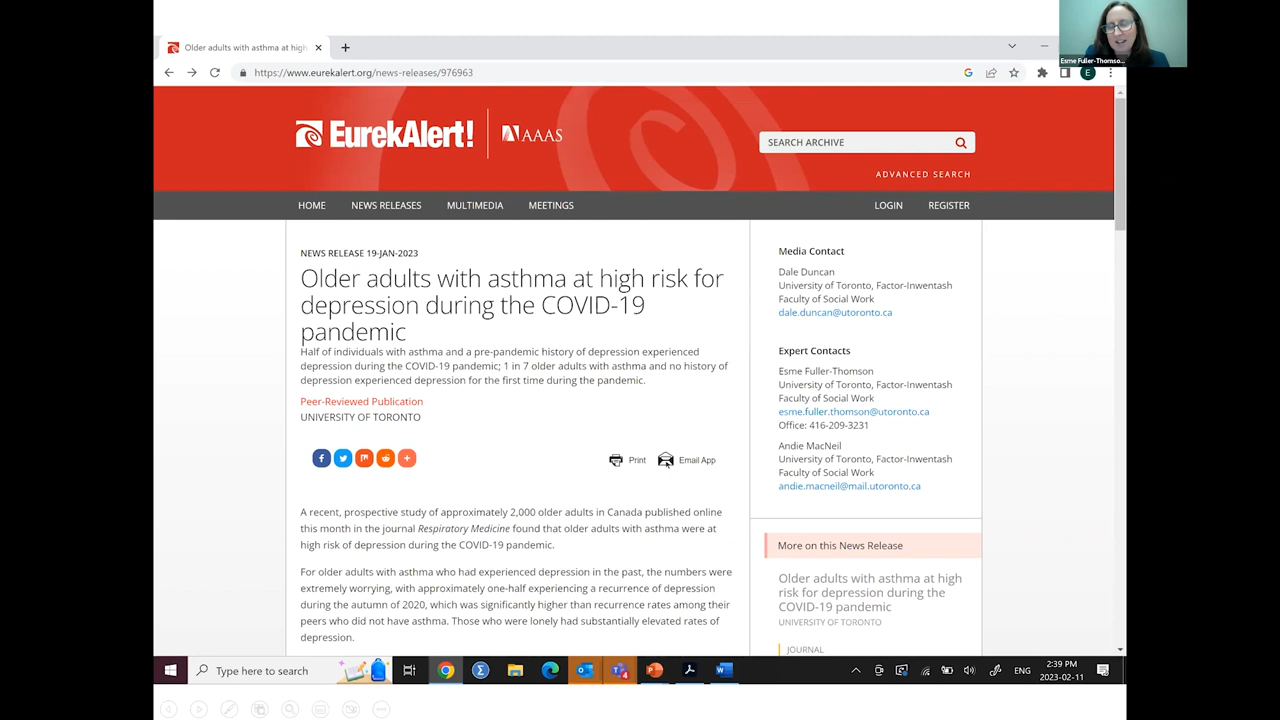 Esme Fuller-Thomso...
Older adults with asthma at high
https://www.eurekalert.org/news-releases/976963
E
EurekAlert!
AAAS
SEARCH ARCHIVE
ADVANCED SEARCH
HOME NEWS RELEASES MULTIMEDIA MEETINGS LOGIN REGISTER
NEWS RELEASE 19-JAN-2023
Older adults with asthma at high risk for
depression during the COVID-19
pandemic
Half of individuals with asthma and a pre-pandemic history of depression experienced
depression during the COVID-19 pandemic; 1 in 7 older adults with asthma and no history of
depression experienced depression for the first time during the pandemic.
Peer-Reviewed Publication
UNIVERSITY OF TORONTO
Print Email App
A recent, prospective study of approximately 2,000 older adults in Canada published online
this month in the journal Respiratory Medicine found that older adults with asthma were at
high risk of depression during the COVID-19 pandemic.
For older adults with asthma who had experienced depression in the past, the numbers were
extremely worrying, with approximately one-half experiencing a recurrence of depression
during the autumn of 2020, which was significantly higher than recurrence rates among their
peers who did not have asthma. Those who were lonely had substantially elevated rates of
depression.
Media Contact
Dale Duncan
University of Toronto, Factor-Inwentash
Faculty of Social Work
dale.duncan@utoronto.ca
Expert Contacts
Esme Fuller-Thomson
University of Toronto, Factor-Inwentash
Faculty of Social Work
esme.fuller.thomson@utoronto.ca
Office: 416-209-3231
Andie MacNeil
University of Toronto, Factor-Inwentash
Faculty of Social Work
andie.macneil@mail.utoronto.ca
More on this News Release
Older adults with asthma at high
risk for depression during the
COVID-19 pandemic
UNIVERSITY OF TORONTO
JOURNAL
Type here to search
ENG
2:39 PM
2023-02-11